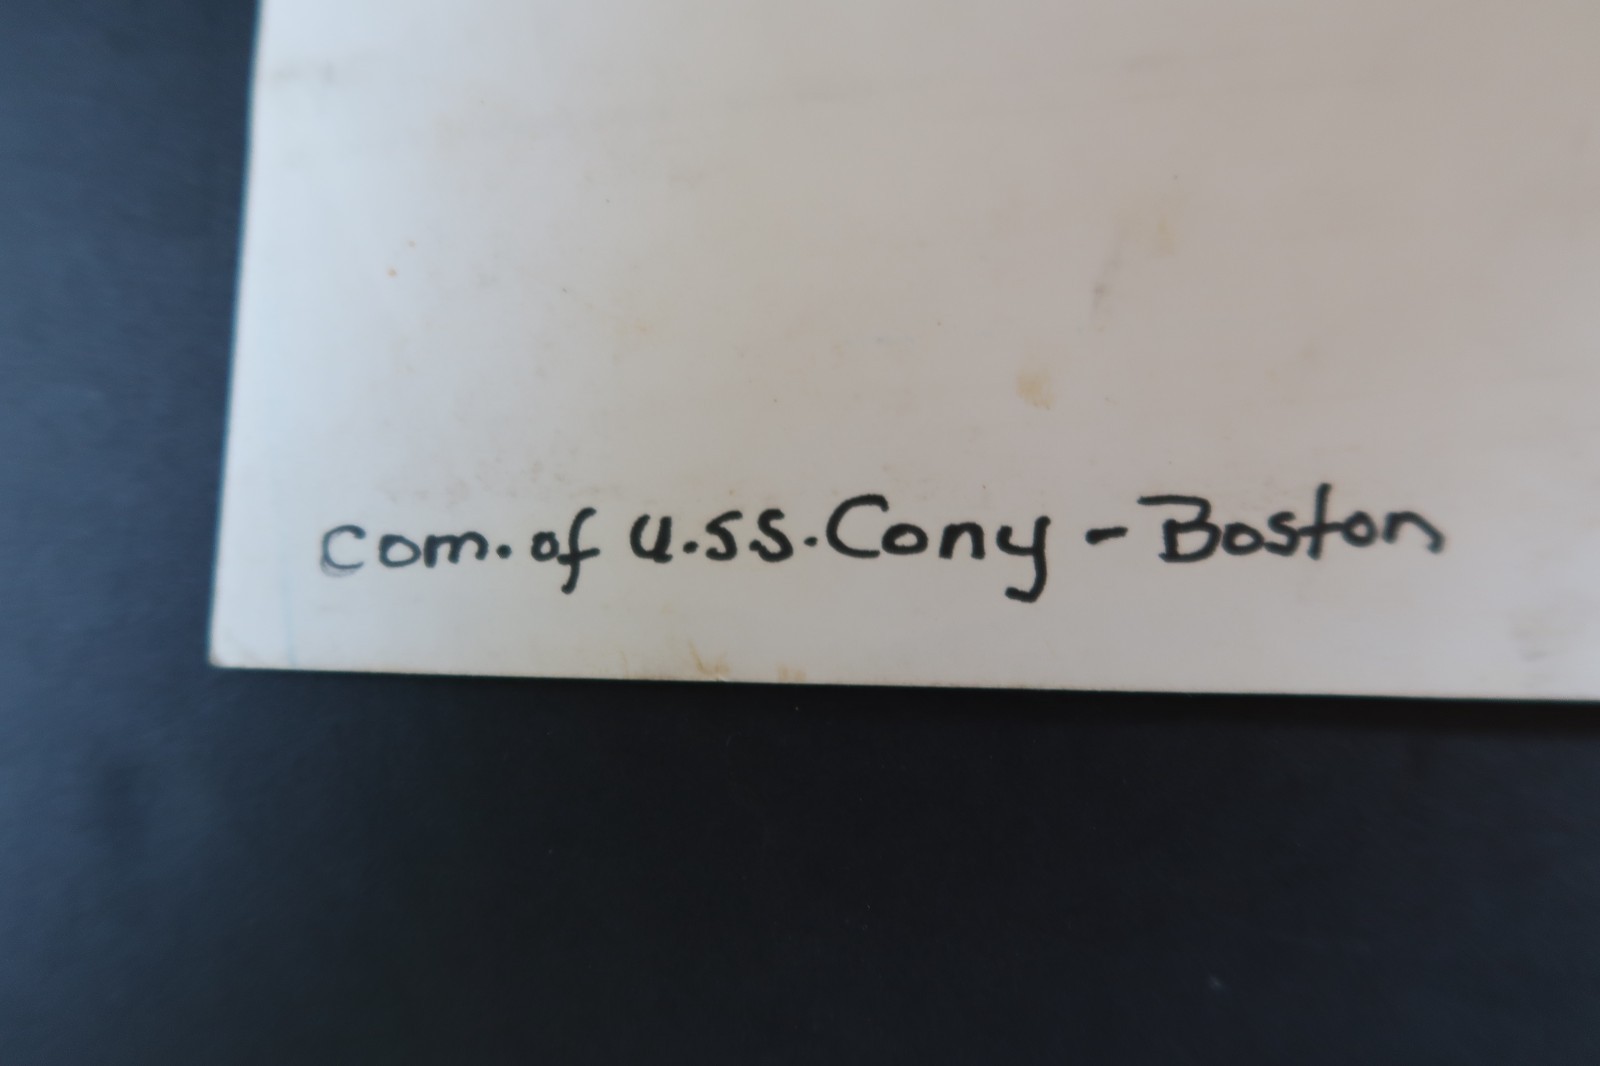 Com. of U.S.S. Cony - Boston